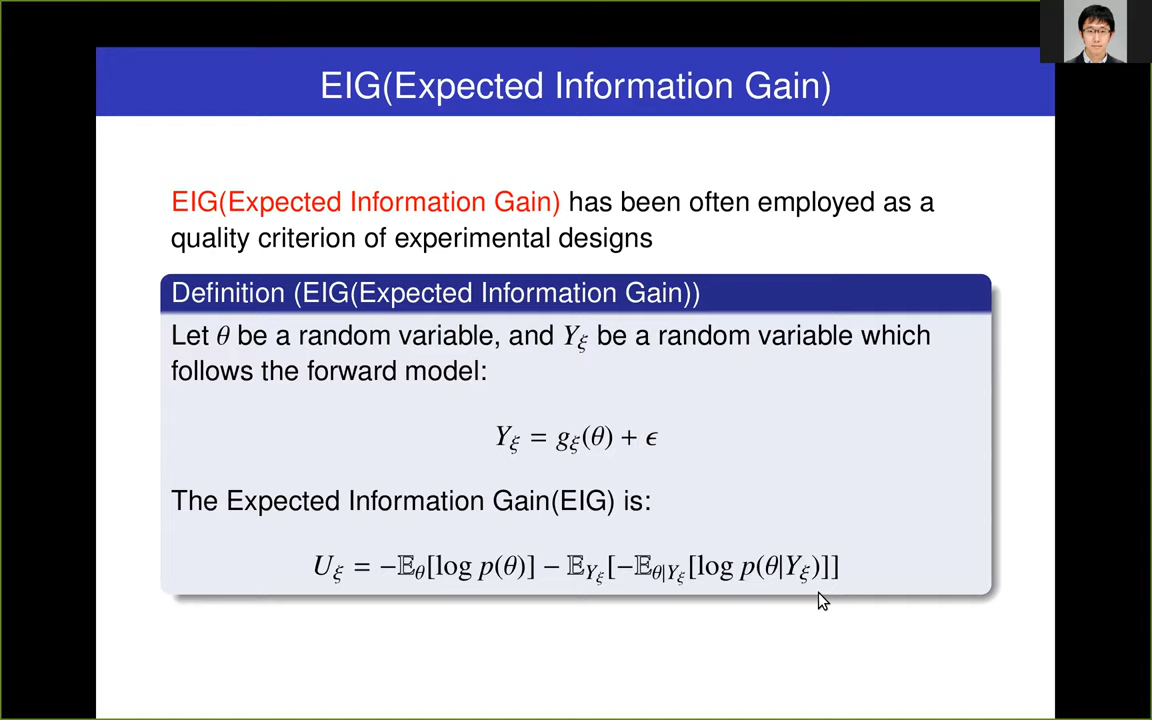 EIG(Expected Information Gain)
EIG(Expected Information Gain) has been often employed as a
quality criterion of experimental designs
Definition (EIG(Expected Information Gain))
Let θ be a random variable, and Y_ξ be a random variable which
follows the forward model:
Y_ξ = g_ξ(θ) + ϵ
The Expected Information Gain(EIG) is:
U_ξ = −𝔼_θ[log p(θ)] − 𝔼_{Y_ξ}[−𝔼_{θ|Y_ξ}[log p(θ|Y_ξ)]]